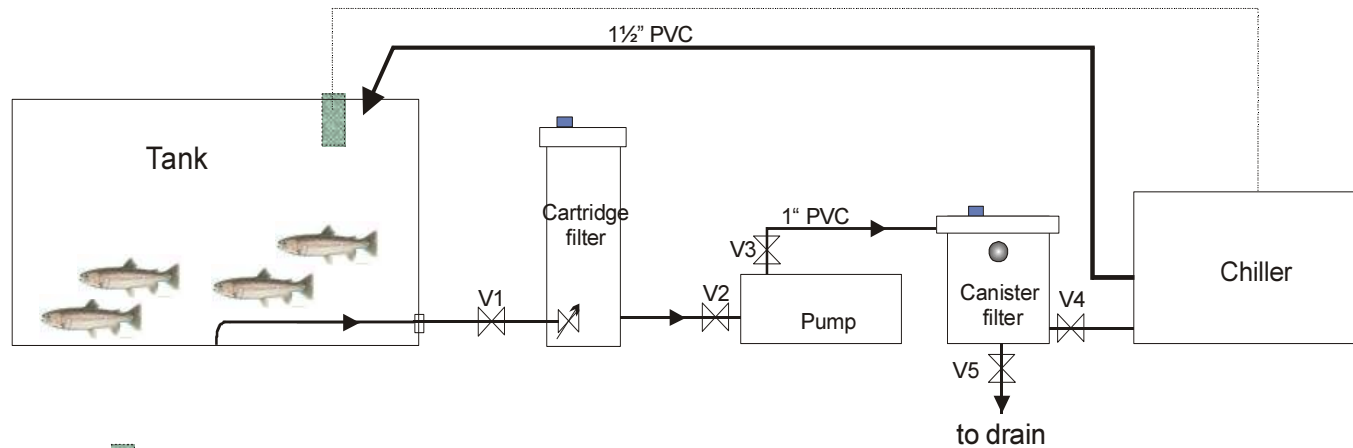 1½” PVC
Tank
Cartridge
filter
1“ PVC
V3
V1
V2
Pump
Canister
filter
V4
Chiller
V5
to drain